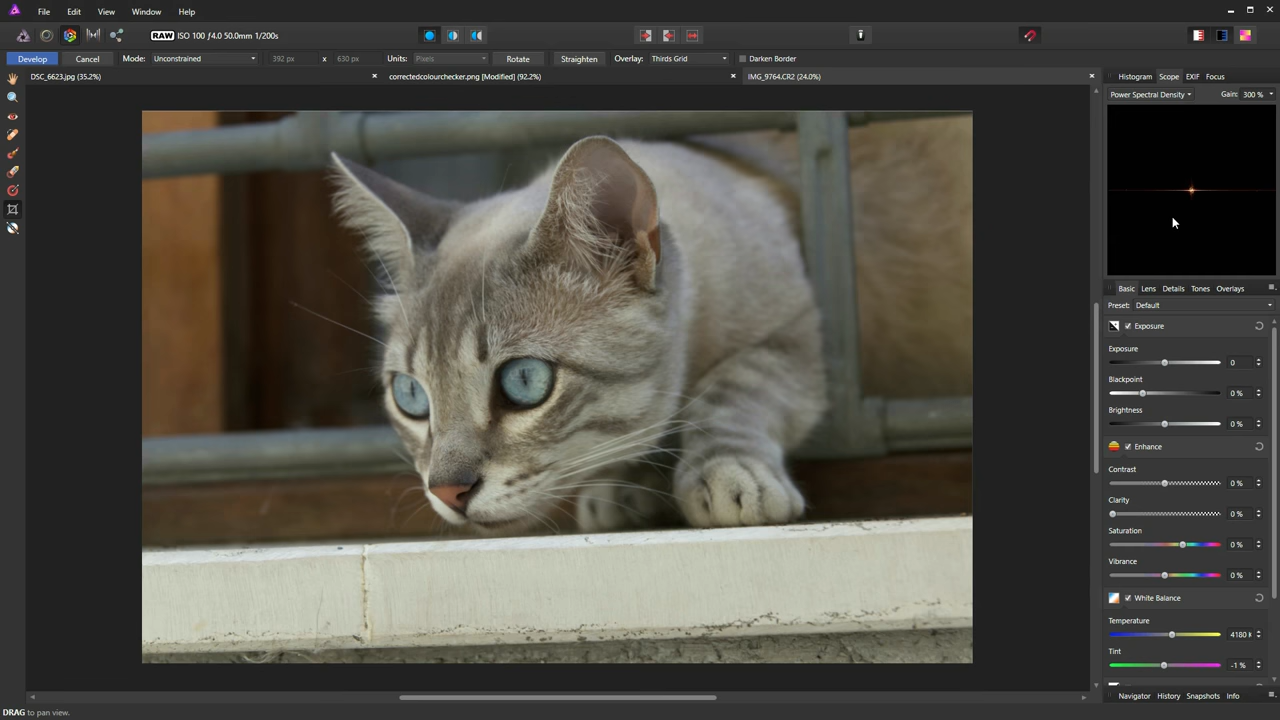 File Edit View Window Help
RAW ISO 100 ƒ/4.0 50.0mm 1/200s
Develop Cancel Mode: Unconstrained 392 px x 630 px Units: Pixels Rotate Straighten Overlay: Thirds Grid Darken Border
DSC_6623.jpg (35.2%) correctedcolourchecker.png [Modified] (92.2%) IMG_9764.CR2 (24.0%)
Histogram Scope EXIF Focus
Power Spectral Density Gain: 300 %
Basic Lens Details Tones Overlays
Preset: Default
Exposure
Exposure
0
Blackpoint
0 %
Brightness
0 %
Enhance
Contrast
0 %
Clarity
0 %
Saturation
0 %
Vibrance
0 %
White Balance
Temperature
4180 K
Tint
-1 %
Navigator History Snapshots Info
DRAG to pan view.